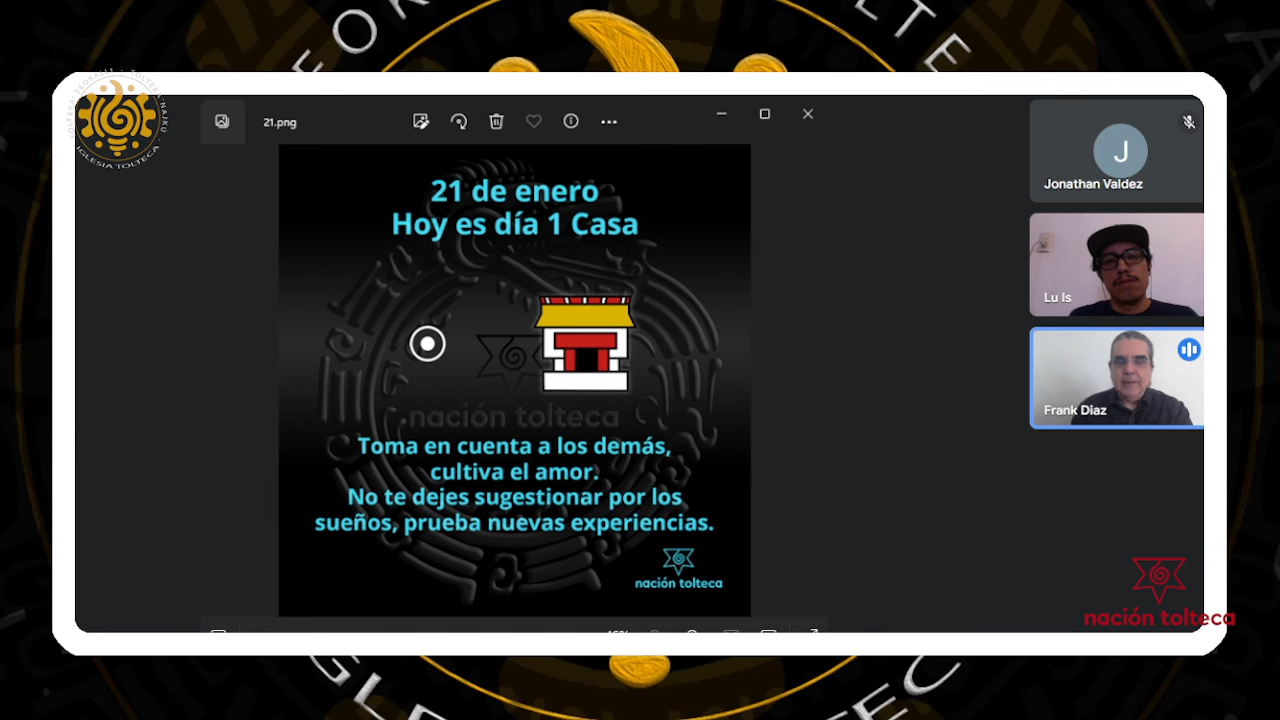 21.png
21 de enero
Hoy es día 1 Casa
nación tolteca
Toma en cuenta a los demás,
cultiva el amor.
No te dejes sugestionar por los
sueños, prueba nuevas experiencias.
nación tolteca
J
Jonathan Valdez
Lu Is
Frank Diaz
nación tolteca
IGLESIA TOLTECA